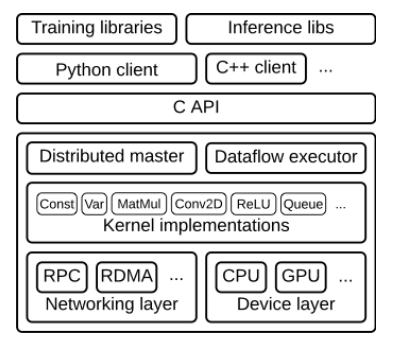 Training libraries Inference libs
Python client C++ client ...
C API
Distributed master Dataflow executor
Const Var MatMul Conv2D ReLU Queue ...
Kernel implementations
RPC RDMA ... CPU GPU ...
Networking layer Device layer